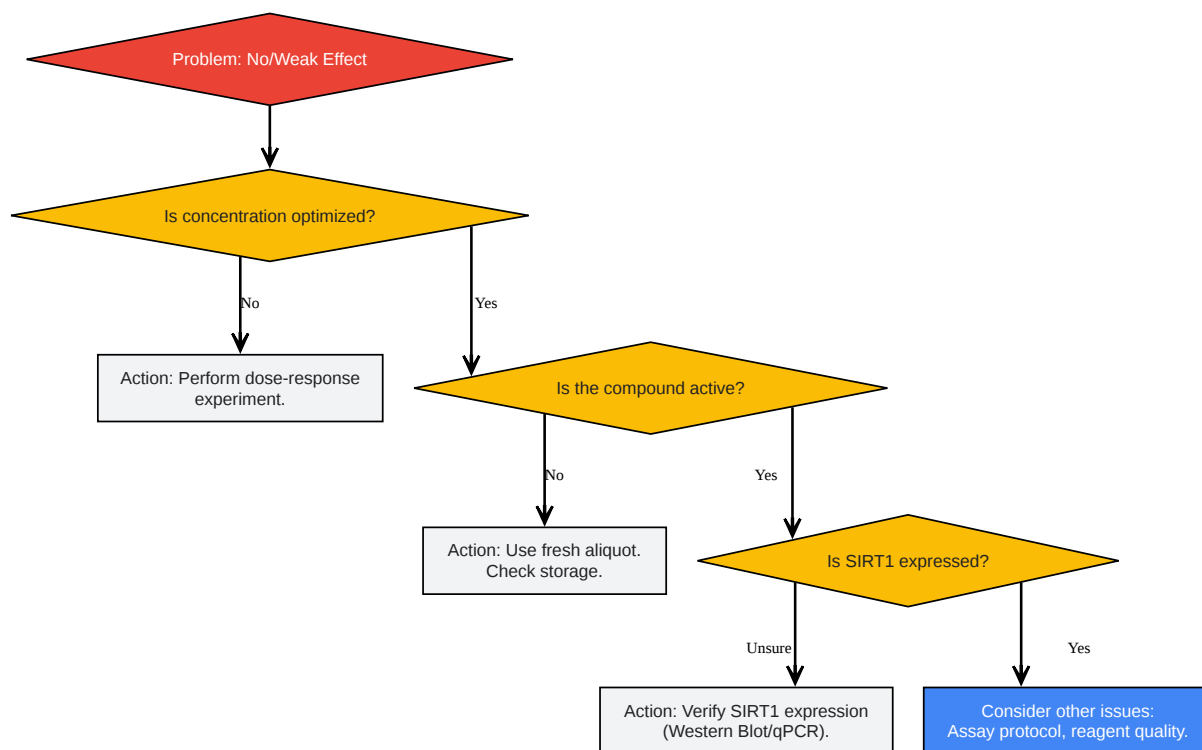 Problem: No/Weak Effect
Is concentration optimized?
No
Yes
Action: Perform dose-response
experiment.
Is the compound active?
No
Yes
Action: Use fresh aliquot.
Check storage.
Is SIRT1 expressed?
Unsure
Yes
Action: Verify SIRT1 expression
(Western Blot/qPCR).
Consider other issues:
Assay protocol, reagent quality.